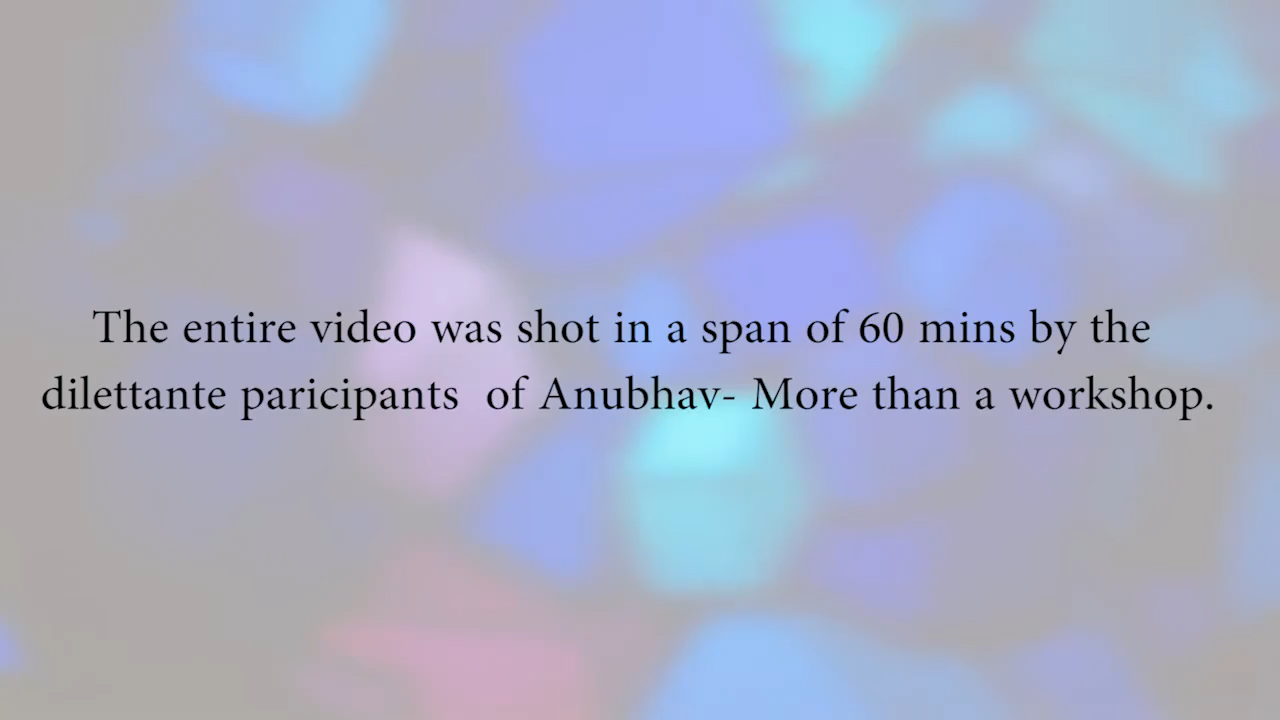 The entire video was shot in a span of 60 mins by the
dilettante paricipants  of Anubhav- More than a workshop.